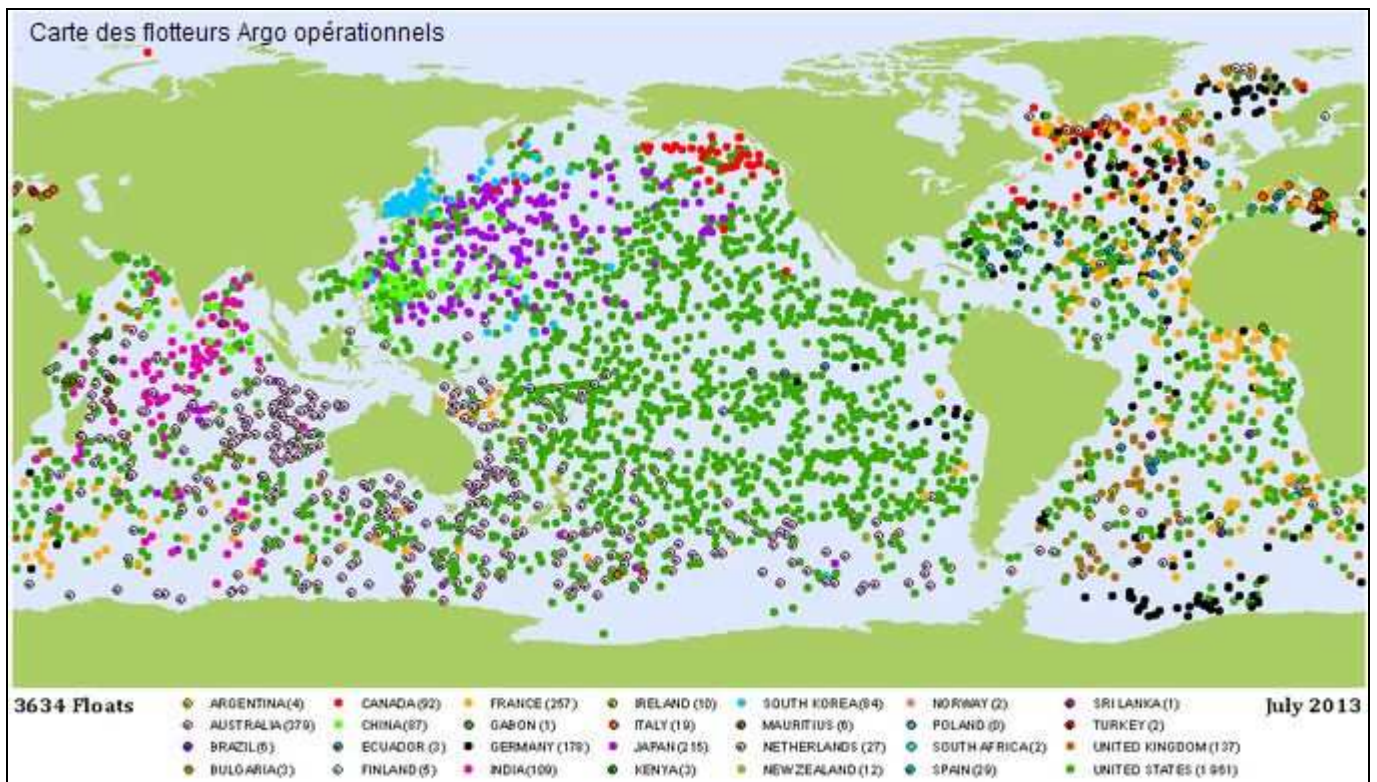 Carte des flotteurs Argo opérationnels
3634 Floats
July 2013
ARGENTINA(4)
CANADA(92)
FRANCE (257)
IRELAND (10)
SOUTH KOREA(84)
NORWAY (2)
SRI LANKA (1)
AUSTRALIA(379)
CHINA(87)
GABON (1)
ITALY (19)
MAURITIUS (6)
POLAND (0)
TURKEY (2)
BRAZIL(6)
ECUADOR (3)
GERMANY (178)
JAPAN (215)
NETHERLANDS (27)
SOUTH AFRICA(2)
UNITED KINGDOM (137)
BULGARIA(3)
FINLAND (5)
INDIA(109)
KENYA(3)
NEW ZEALAND (12)
SPAIN (29)
UNITED STATES (1961)